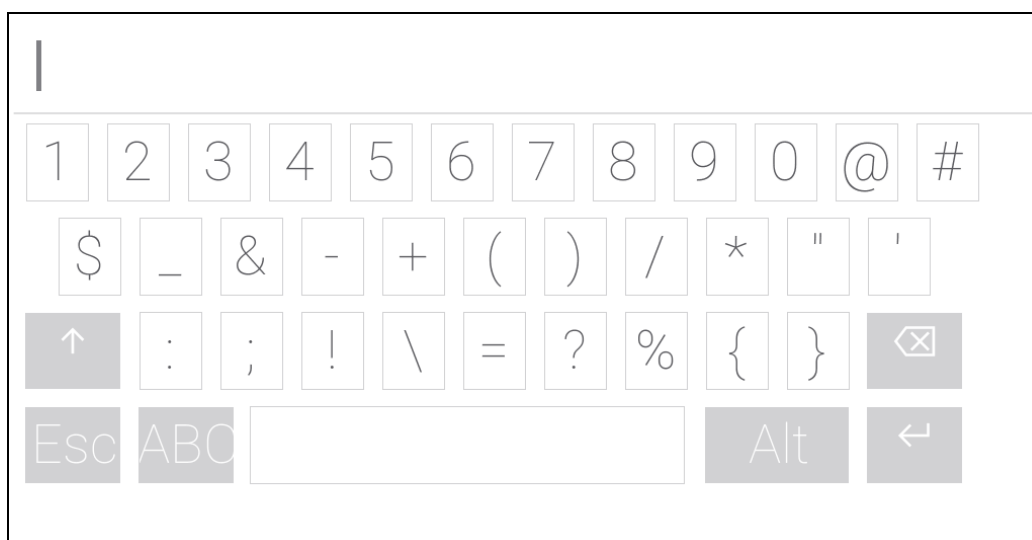 1 2 3 4 5 6 7 8 9 0 @ #
$ _ & - + ( ) / * " '
↑ : ; ! \ = ? % { } ⌫
Esc ABC Alt ↵